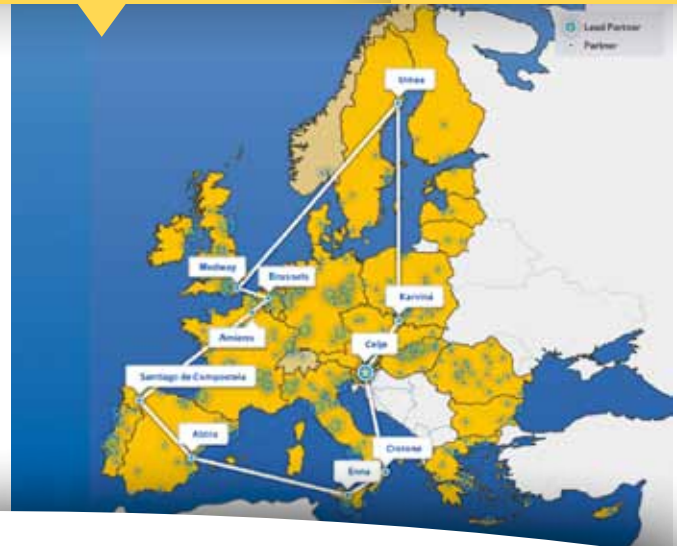 Lead Partner
Partner
Umea
Medway
Brussels
Karviná
Amiens
Celje
Santiago de Compostela
Alzira
Crotone
Enna